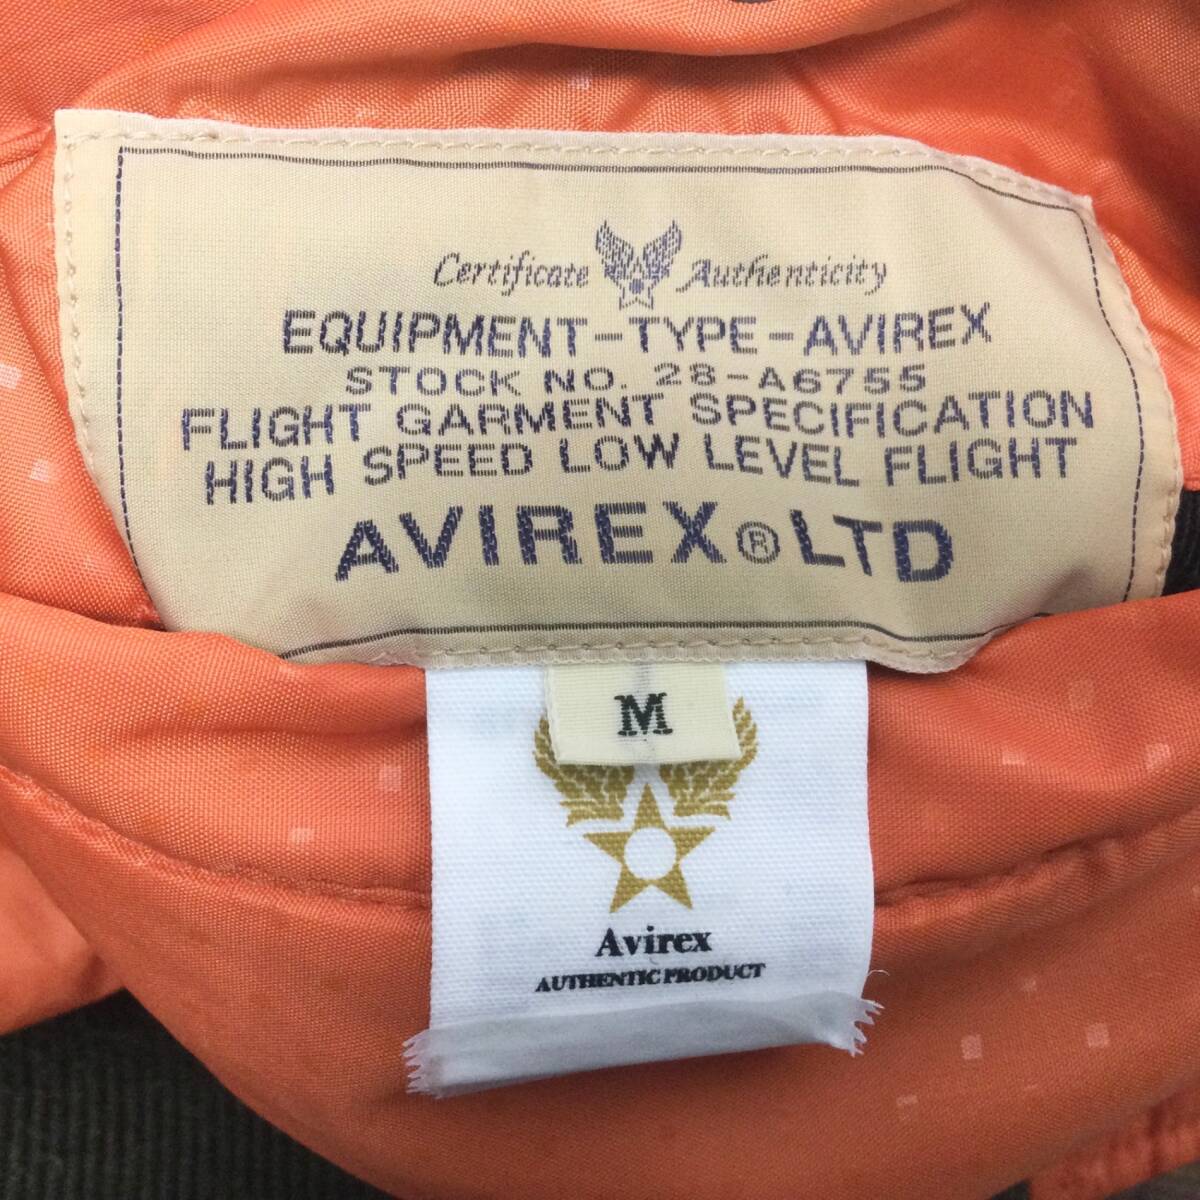 Certificate Authenticity
EQUIPMENT-TYPE-AVIREX
STOCK NO. 28-A6755
FLIGHT GARMENT SPECIFICATION
HIGH SPEED LOW LEVEL FLIGHT
AVIREX® LTD
M
Avirex
AUTHENTIC PRODUCT